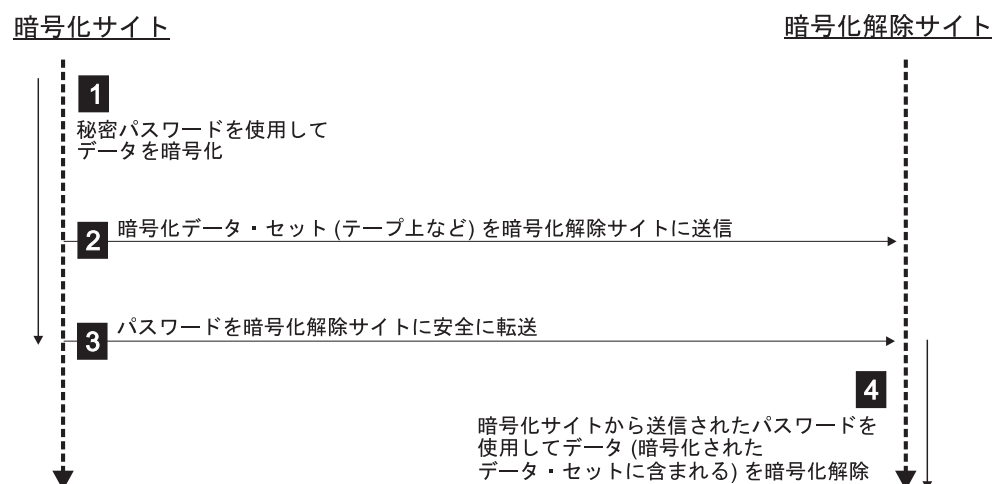 暗号化サイト
暗号化解除サイト
1
秘密パスワードを使用して
データを暗号化
2
暗号化データ・セット (テープ上など) を暗号化解除サイトに送信
3
パスワードを暗号化解除サイトに安全に転送
4
暗号化サイトから送信されたパスワードを
使用してデータ (暗号化された
データ・セットに含まれる) を暗号化解除